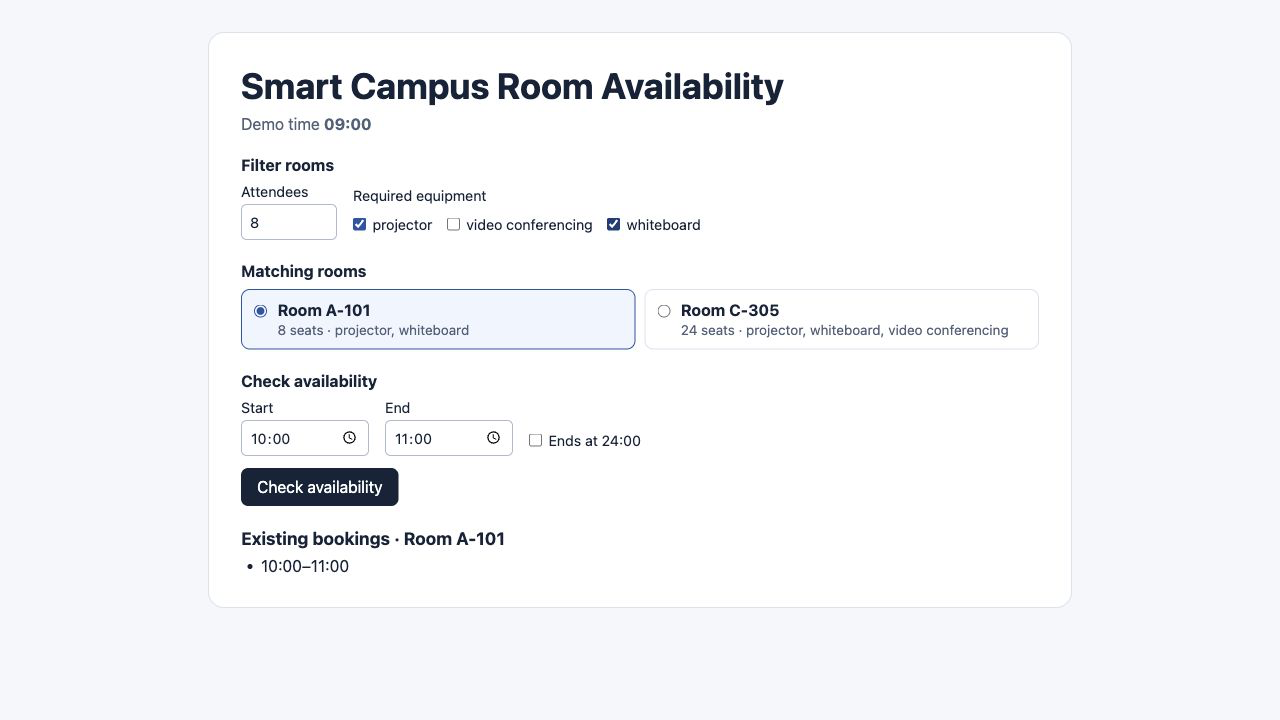 Smart Campus Room Availability
Demo time 09:00
Filter rooms
Attendees
8
Required equipment
projector
video conferencing
whiteboard
Matching rooms
Room A-101
8 seats · projector, whiteboard
Room C-305
24 seats · projector, whiteboard, video conferencing
Check availability
Start
10:00
End
11:00
Ends at 24:00
Check availability
Existing bookings · Room A-101
• 10:00–11:00